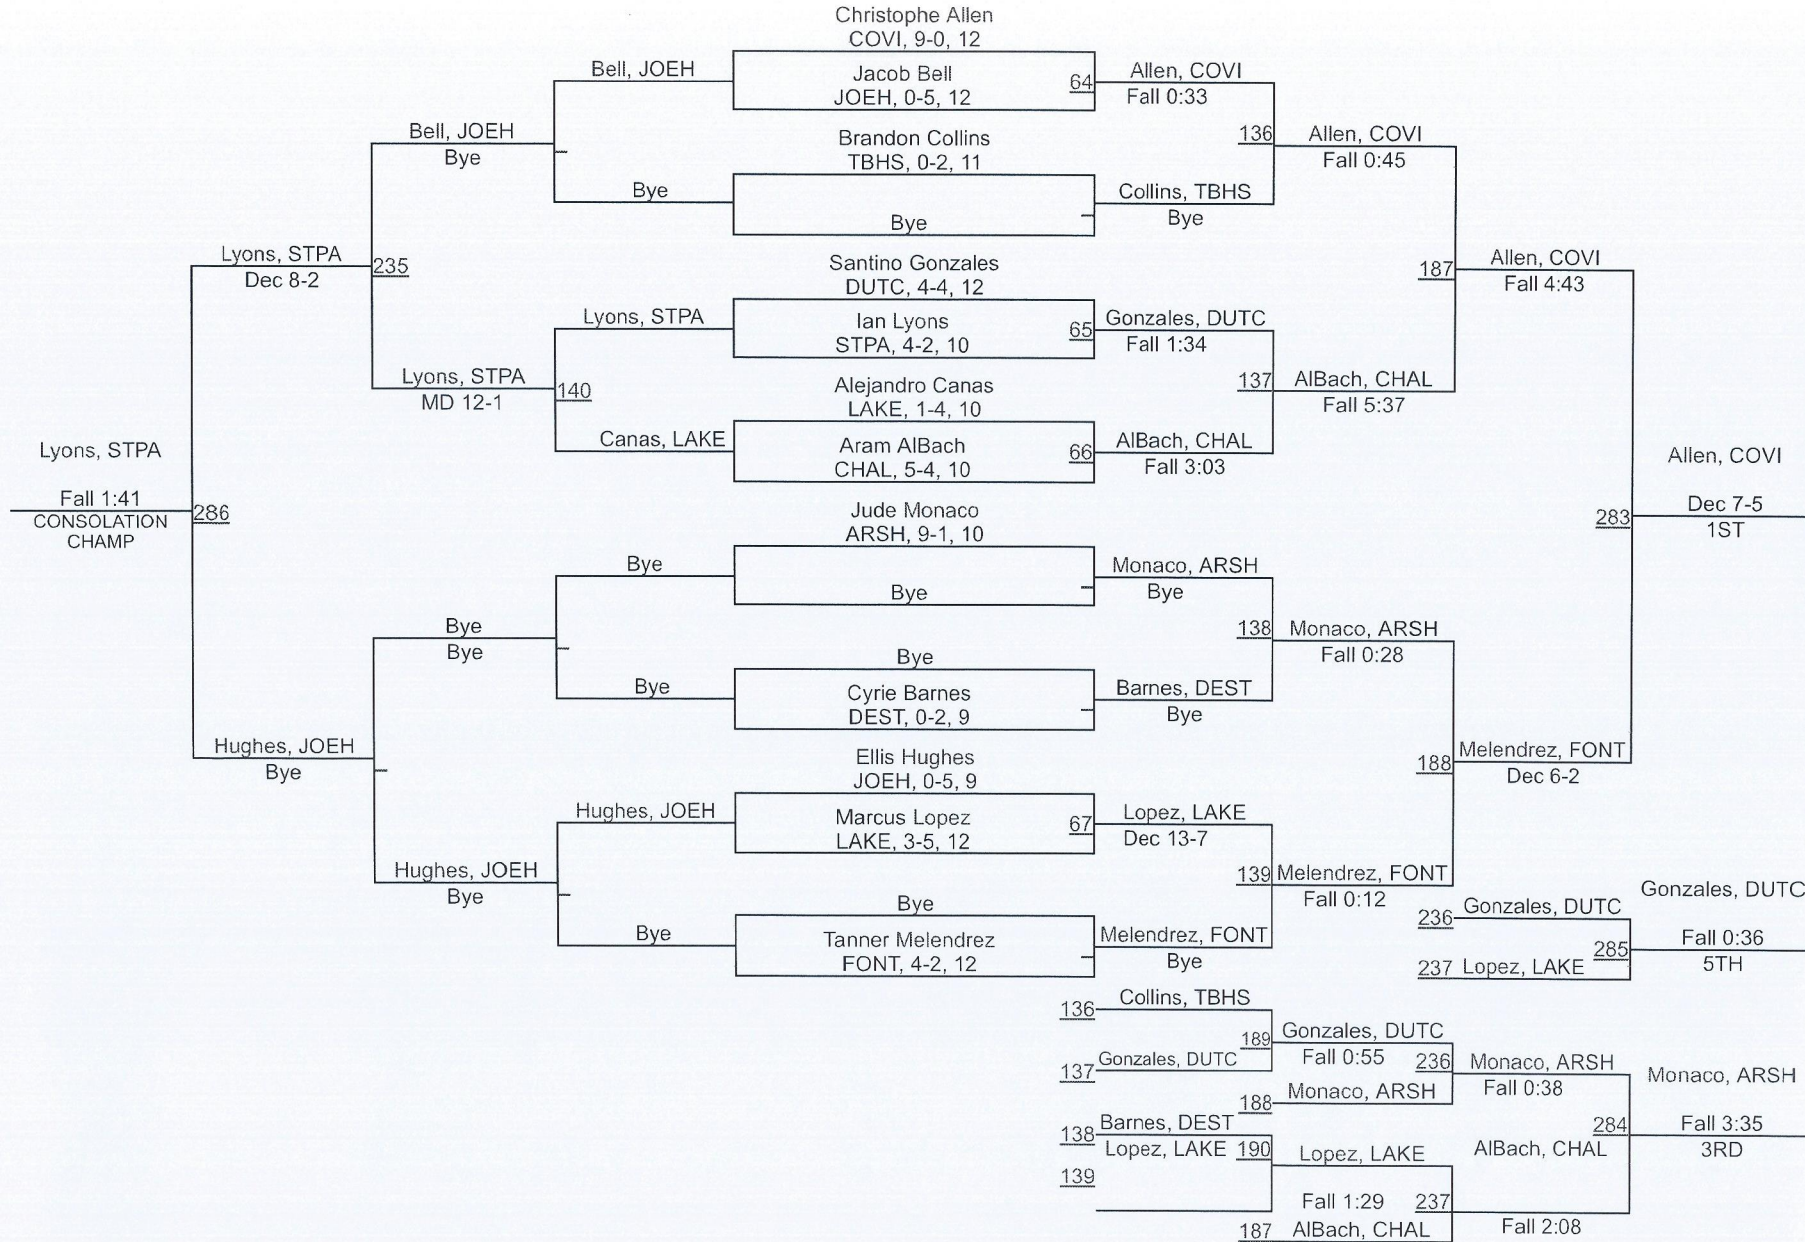 Christophe Allen
COVI, 9-0, 12
Bell, JOEH
Jacob Bell
JOEH, 0-5, 12
64
Allen, COVI
Fall 0:33
Bell, JOEH
Bye
Brandon Collins
TBHS, 0-2, 11
136
Allen, COVI
Fall 0:45
Bye
Bye
Collins, TBHS
Bye
Lyons, STPA
Dec 8-2
235
Santino Gonzales
DUTC, 4-4, 12
187
Allen, COVI
Fall 4:43
Lyons, STPA
Ian Lyons
STPA, 4-2, 10
65
Gonzales, DUTC
Fall 1:34
Lyons, STPA
MD 12-1
140
Alejandro Canas
LAKE, 1-4, 10
137
AlBach, CHAL
Fall 5:37
Canas, LAKE
Aram AlBach
CHAL, 5-4, 10
66
AlBach, CHAL
Fall 3:03
Lyons, STPA
Fall 1:41
CONSOLATION
CHAMP
286
Allen, COVI
Dec 7-5
1ST
283
Jude Monaco
ARSH, 9-1, 10
Bye
Bye
Monaco, ARSH
Bye
Bye
Bye
138
Monaco, ARSH
Fall 0:28
Bye
Bye
Cyrie Barnes
DEST, 0-2, 9
Barnes, DEST
Bye
Hughes, JOEH
Bye
Ellis Hughes
JOEH, 0-5, 9
188
Melendrez, FONT
Dec 6-2
Hughes, JOEH
Marcus Lopez
LAKE, 3-5, 12
67
Lopez, LAKE
Dec 13-7
Hughes, JOEH
Bye
139
Melendrez, FONT
Fall 0:12
Bye
Bye
Tanner Melendrez
FONT, 4-2, 12
Melendrez, FONT
Bye
236
Gonzales, DUTC
237
Lopez, LAKE
285
Gonzales, DUTC
Fall 0:36
5TH
136
Collins, TBHS
137
Gonzales, DUTC
189
Gonzales, DUTC
Fall 0:55
188
Monaco, ARSH
236
Monaco, ARSH
Fall 0:38
138
Barnes, DEST
Lopez, LAKE
139
190
Lopez, LAKE
Fall 1:29
187
AlBach, CHAL
237
AlBach, CHAL
Fall 2:08
284
Monaco, ARSH
Fall 3:35
3RD